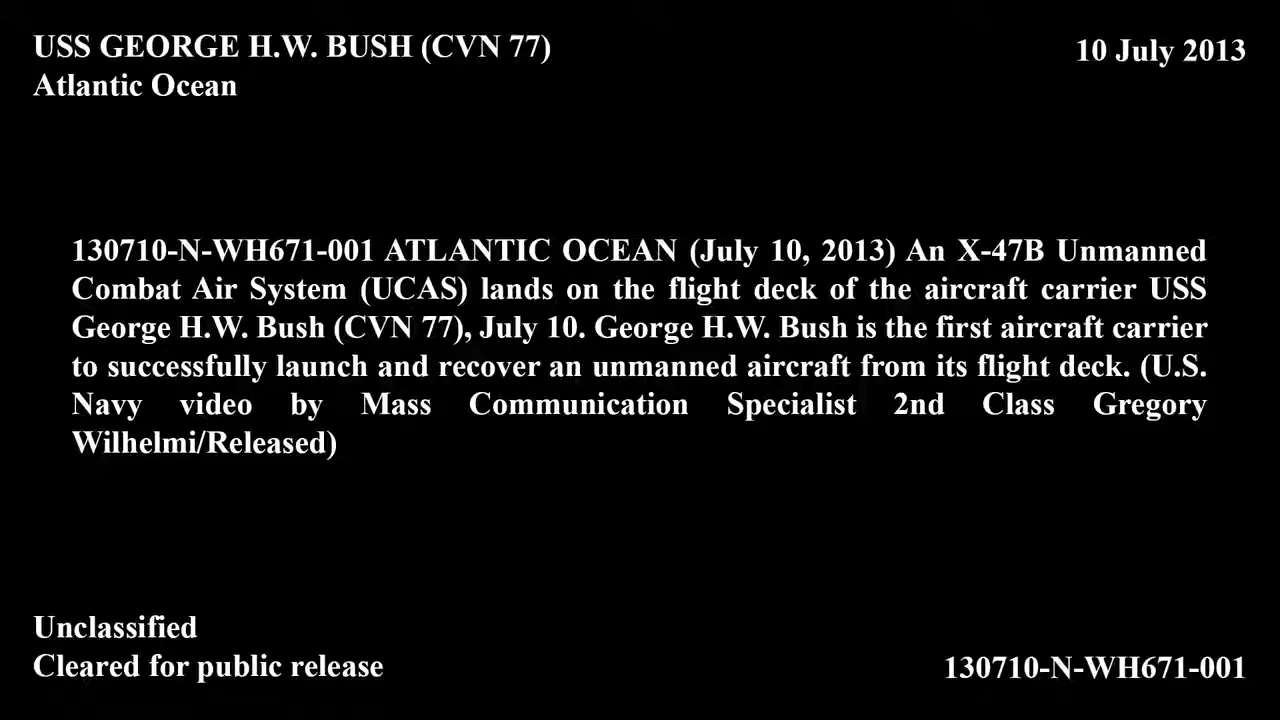 USS GEORGE H.W. BUSH (CVN 77)
Atlantic Ocean
10 July 2013
130710-N-WH671-001 ATLANTIC OCEAN (July 10, 2013) An X-47B Unmanned
Combat Air System (UCAS) lands on the flight deck of the aircraft carrier USS
George H.W. Bush (CVN 77), July 10. George H.W. Bush is the first aircraft carrier
to successfully launch and recover an unmanned aircraft from its flight deck. (U.S.
Navy video by Mass Communication Specialist 2nd Class Gregory
Wilhelmi/Released)
Unclassified
Cleared for public release
130710-N-WH671-001